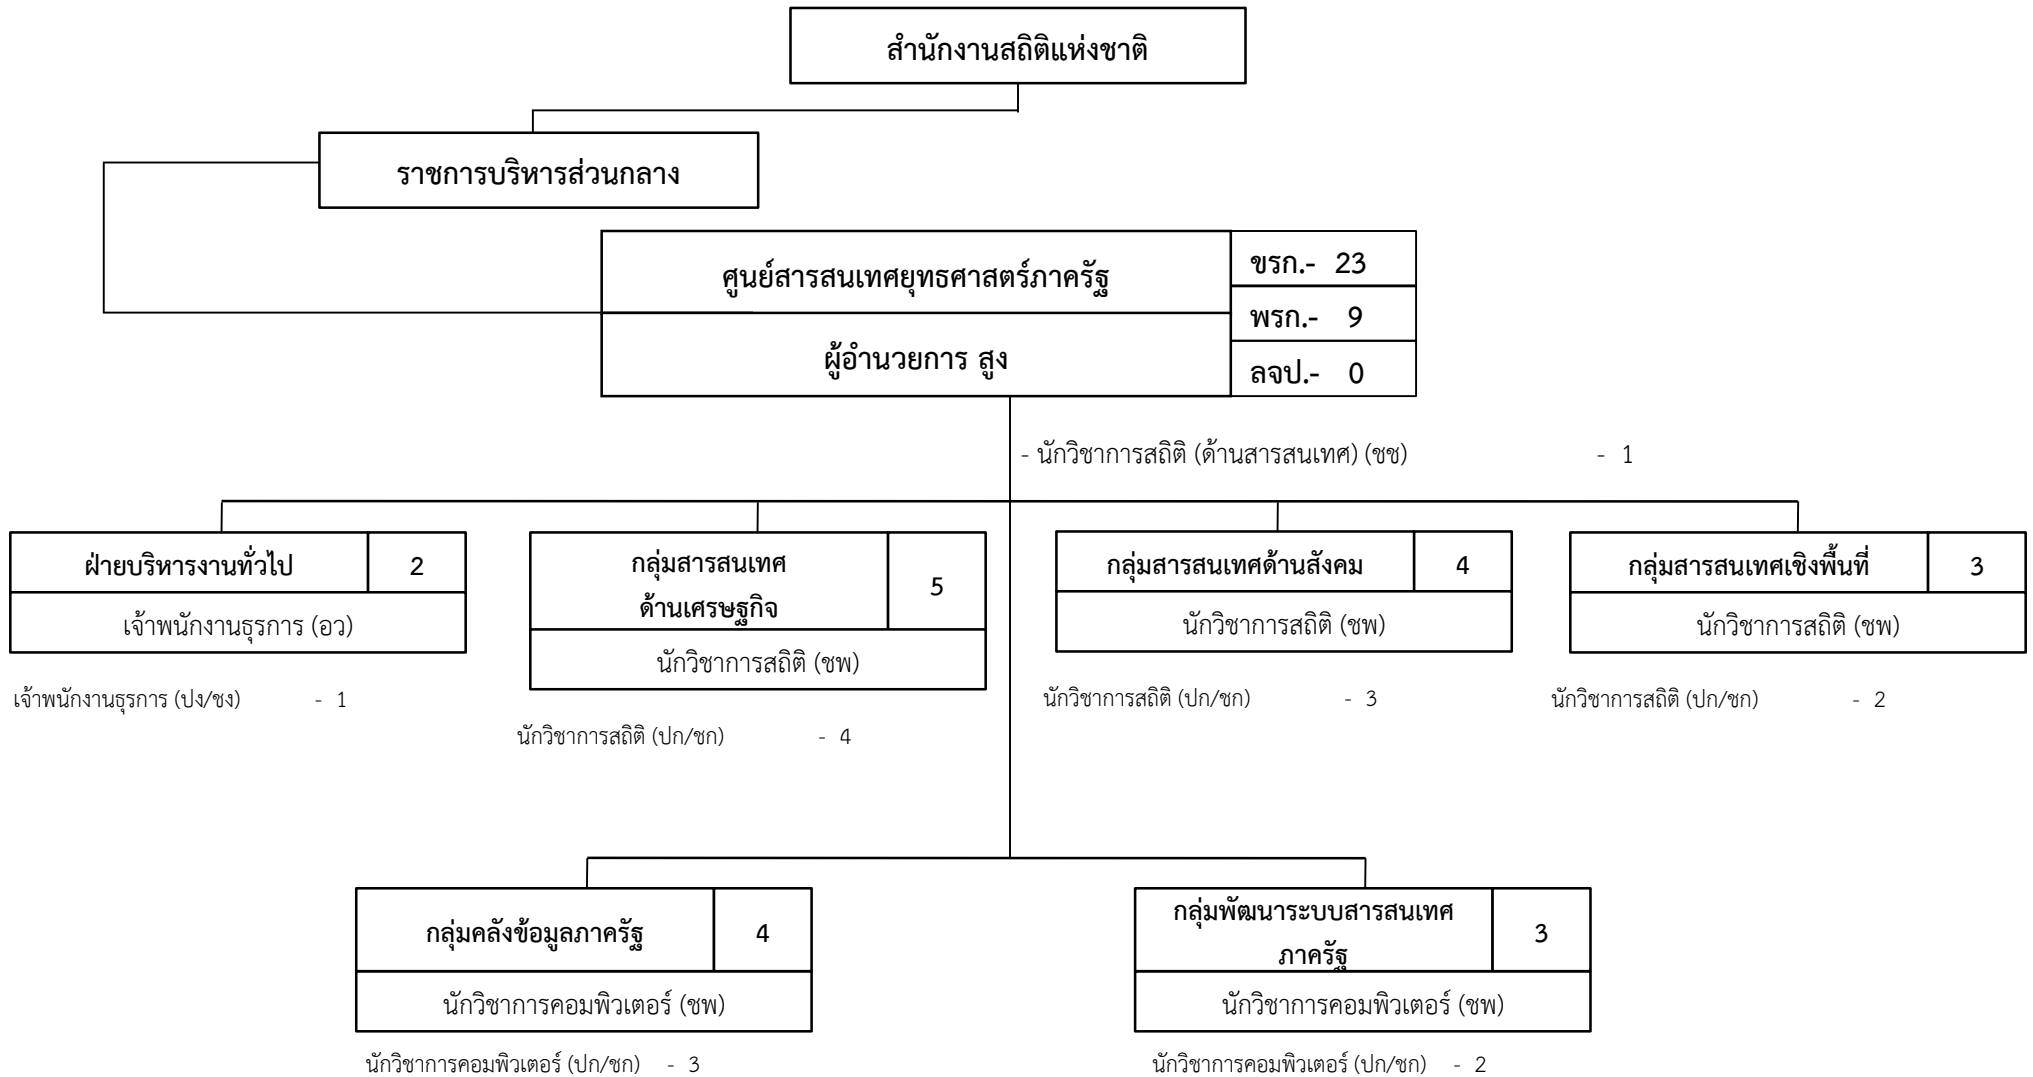 สำนักงานสถิติแห่งชาติ
ราชการบริหารส่วนกลาง
ศูนย์สารสนเทศยุทธศาสตร์ภาครัฐ
ผู้อำนวยการ สูง
ขรก.- 23
พรก.- 9
ลจป.- 0
- นักวิชาการสถิติ (ด้านสารสนเทศ) (ชช) - 1
ฝ่ายบริหารงานทั่วไป 2
เจ้าพนักงานธุรการ (อว)
เจ้าพนักงานธุรการ (ปง/ชง) - 1
กลุ่มสารสนเทศ
ด้านเศรษฐกิจ
5
นักวิชาการสถิติ (ชพ)
นักวิชาการสถิติ (ปก/ชก) - 4
กลุ่มสารสนเทศด้านสังคม 4
นักวิชาการสถิติ (ชพ)
นักวิชาการสถิติ (ปก/ชก) - 3
กลุ่มสารสนเทศเชิงพื้นที่ 3
นักวิชาการสถิติ (ชพ)
นักวิชาการสถิติ (ปก/ชก) - 2
กลุ่มคลังข้อมูลภาครัฐ 4
นักวิชาการคอมพิวเตอร์ (ชพ)
นักวิชาการคอมพิวเตอร์ (ปก/ชก) - 3
กลุ่มพัฒนาระบบสารสนเทศ
ภาครัฐ
3
นักวิชาการคอมพิวเตอร์ (ชพ)
นักวิชาการคอมพิวเตอร์ (ปก/ชก) - 2